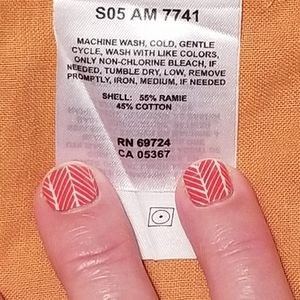 S05 AM 7741
MACHINE WASH, COLD, GENTLE
CYCLE, WASH WITH LIKE COLORS,
ONLY NON-CHLORINE BLEACH, IF
NEEDED, TUMBLE DRY, LOW, REMOVE
PROMPTLY, IRON, MEDIUM, IF NEEDED
SHELL: 55% RAMIE
45% COTTON
RN 69724
CA 05367